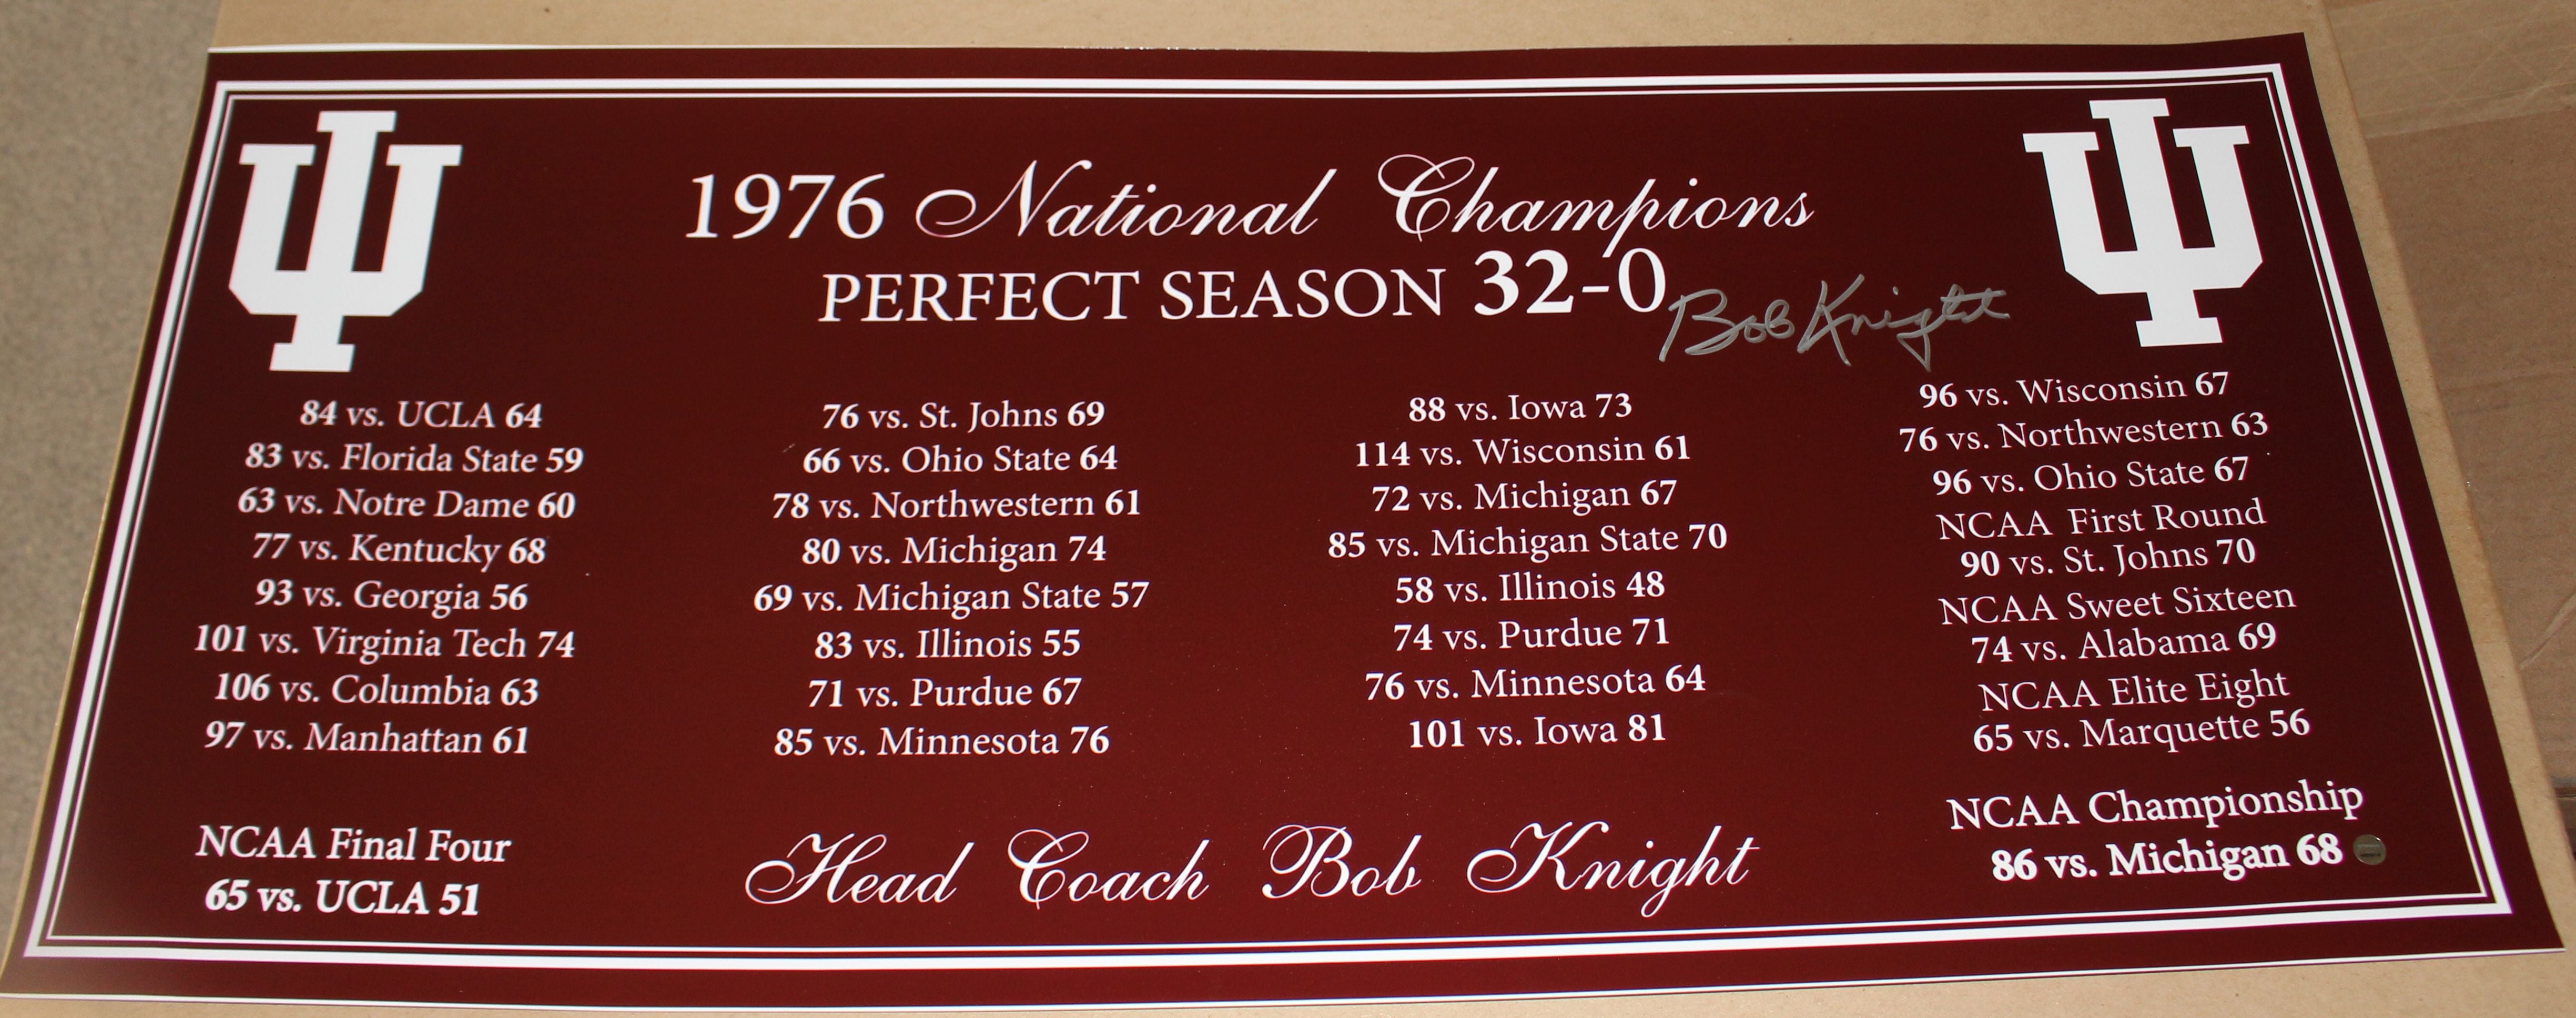 IU
IU
1976 National Champions
PERFECT SEASON 32-0
Bob Knight
84 vs. UCLA 64
83 vs. Florida State 59
63 vs. Notre Dame 60
77 vs. Kentucky 68
93 vs. Georgia 56
101 vs. Virginia Tech 74
106 vs. Columbia 63
97 vs. Manhattan 61
76 vs. St. Johns 69
66 vs. Ohio State 64
78 vs. Northwestern 61
80 vs. Michigan 74
69 vs. Michigan State 57
83 vs. Illinois 55
71 vs. Purdue 67
85 vs. Minnesota 76
88 vs. Iowa 73
114 vs. Wisconsin 61
72 vs. Michigan 67
85 vs. Michigan State 70
58 vs. Illinois 48
74 vs. Purdue 71
76 vs. Minnesota 64
101 vs. Iowa 81
96 vs. Wisconsin 67
76 vs. Northwestern 63
96 vs. Ohio State 67
NCAA First Round
90 vs. St. Johns 70
NCAA Sweet Sixteen
74 vs. Alabama 69
NCAA Elite Eight
65 vs. Marquette 56
NCAA Final Four
65 vs. UCLA 51
Head Coach Bob Knight
NCAA Championship
86 vs. Michigan 68